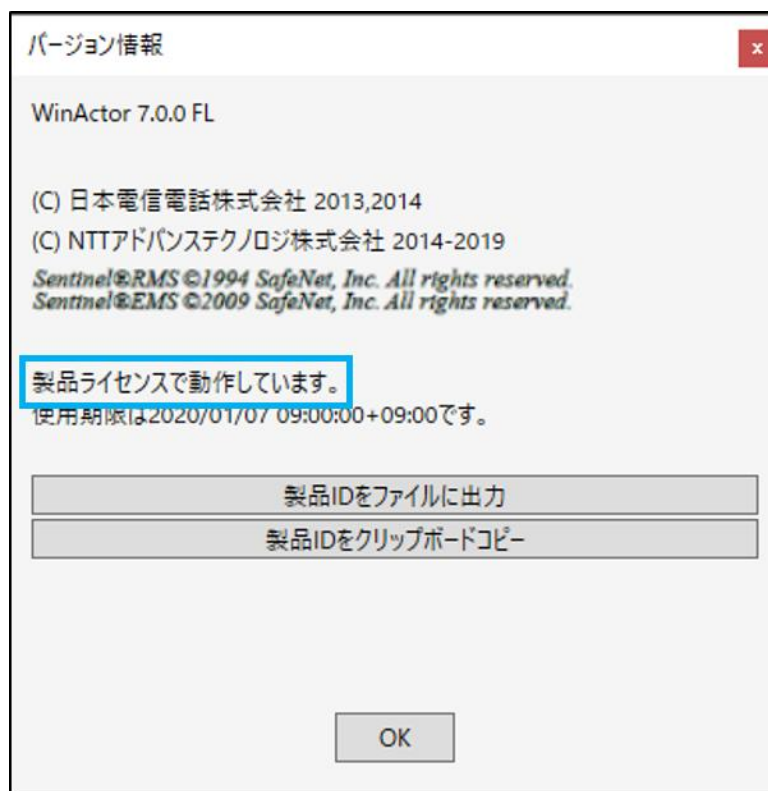 バージョン情報
x
WinActor 7.0.0 FL
(C) 日本電信電話株式会社 2013,2014
(C) NTTアドバンステクノロジ株式会社 2014-2019
Sentinel®RMS ©1994 SafeNet, Inc. All rights reserved.
Sentinel®EMS ©2009 SafeNet, Inc. All rights reserved.
製品ライセンスで動作しています。
使用期限は2020/01/07 09:00:00+09:00です。
製品IDをファイルに出力
製品IDをクリップボードコピー
OK